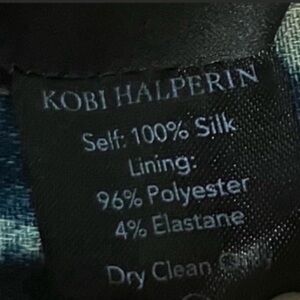 KOBI HALPERIN
Self: 100% Silk
Lining:
96% Polyester
4% Elastane
Dry Clean